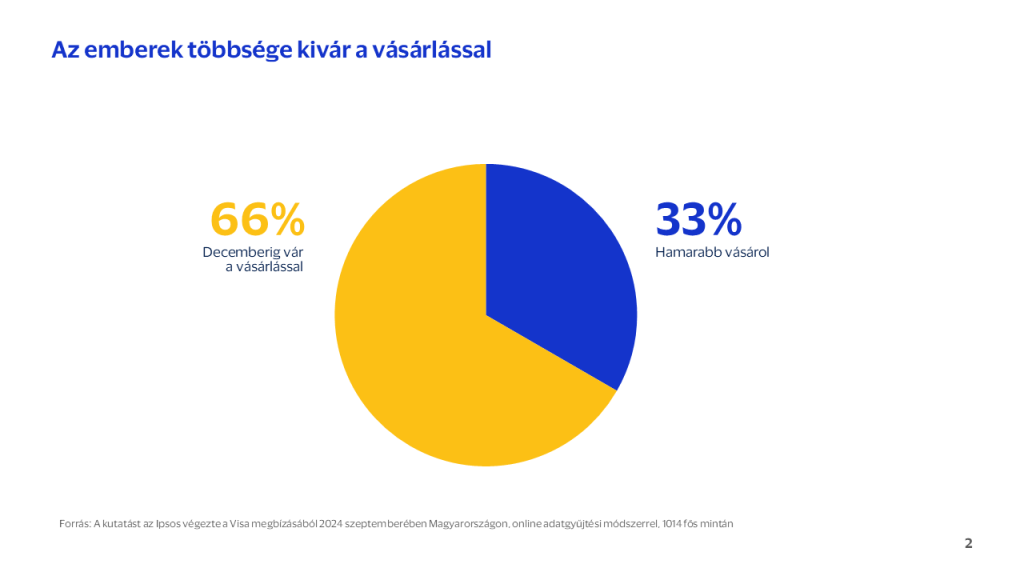 Az emberek többsége kivár a vásárlással
66%
Decemberig vár
a vásárlással
33%
Hamarabb vásárol
Forrás: A kutatást az Ipsos végezte a Visa megbízásából 2024 szeptemberében Magyarországon, online adatgyűjtési módszerrel, 1014 fős mintán
2